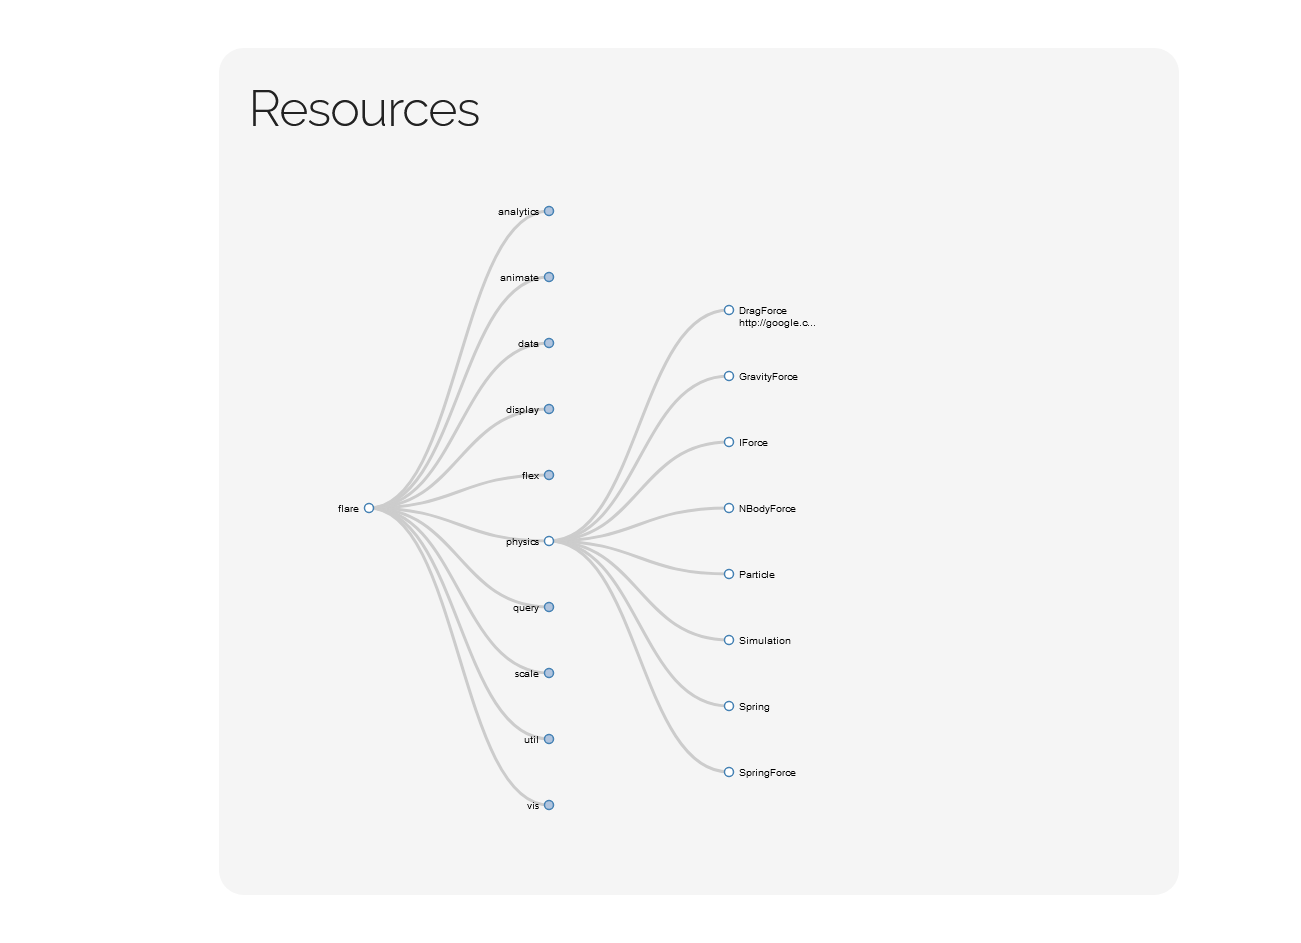 Resources
analytics
animate
data
display
flex
flare
physics
query
scale
util
vis
DragForce
http://google.c...
GravityForce
IForce
NBodyForce
Particle
Simulation
Spring
SpringForce